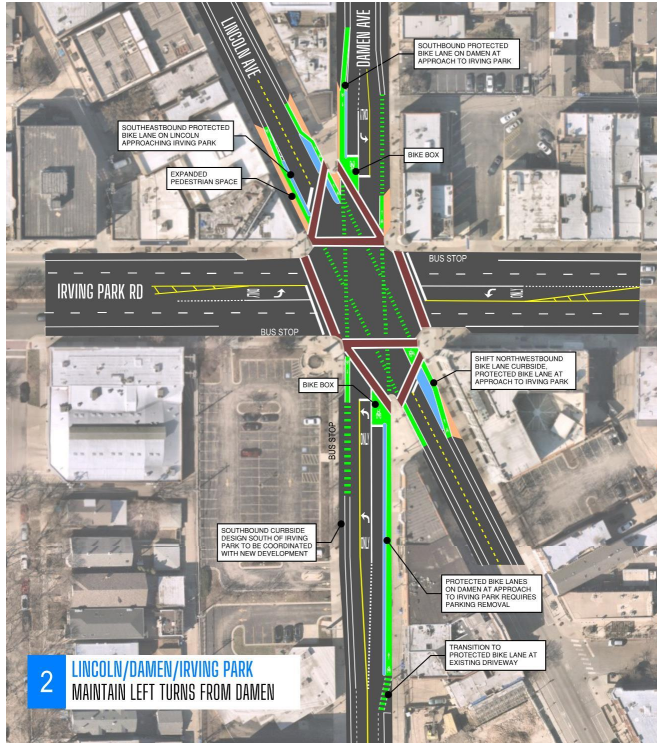 LINCOLN AVE
DAMEN AVE
SOUTHBOUND PROTECTED
BIKE LANE ON DAMEN AT
APPROACH TO IRVING PARK
SOUTHEASTBOUND PROTECTED
BIKE LANE ON LINCOLN
APPROACHING IRVING PARK
ONLY
BIKE BOX
EXPANDED
PEDESTRIAN SPACE
BUS STOP
IRVING PARK RD
ONLY
ONLY
BUS STOP
SHIFT NORTHWESTBOUND
BIKE LANE CURBSIDE,
PROTECTED BIKE LANE AT
APPROACH TO IRVING PARK
BIKE BOX
BUS STOP
ONLY
SOUTHBOUND CURBSIDE
DESIGN SOUTH OF IRVING
PARK TO BE COORDINATED
WITH NEW DEVELOPMENT
ONLY
PROTECTED BIKE LANES
ON DAMEN AT APPROACH
TO IRVING PARK REQUIRES
PARKING REMOVAL
TRANSITION TO
PROTECTED BIKE LANE AT
EXISTING DRIVEWAY
2
LINCOLN/DAMEN/IRVING PARK
MAINTAIN LEFT TURNS FROM DAMEN